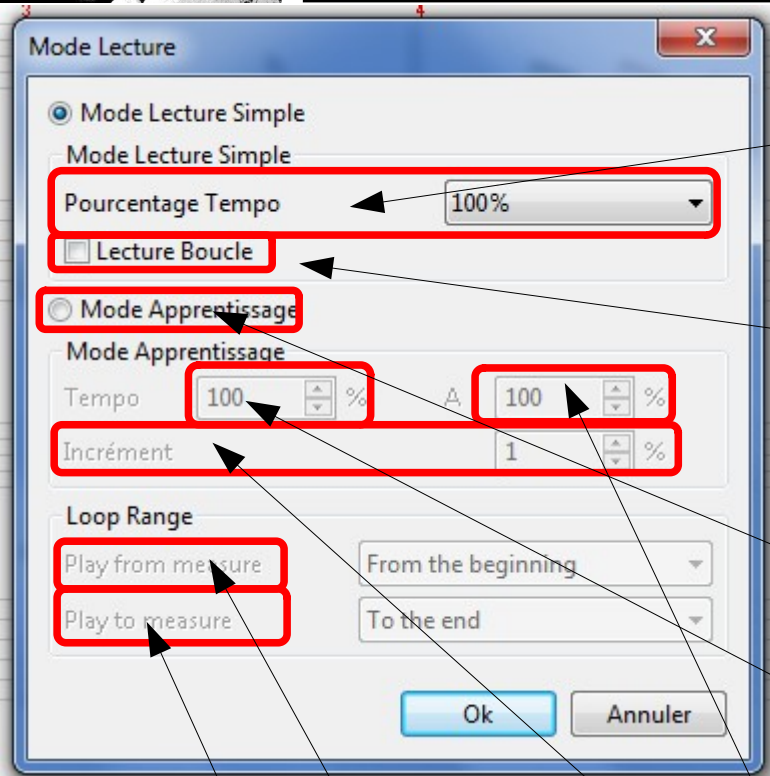 3 4
Mode Lecture
Mode Lecture Simple
Mode Lecture Simple
Pourcentage Tempo 100%
Lecture Boucle
Mode Apprentissage
Mode Apprentissage
Tempo 100 % A 100 %
Incrément 1 %
Loop Range
Play from measure From the beginning
Play to measure To the end
Ok Annuler